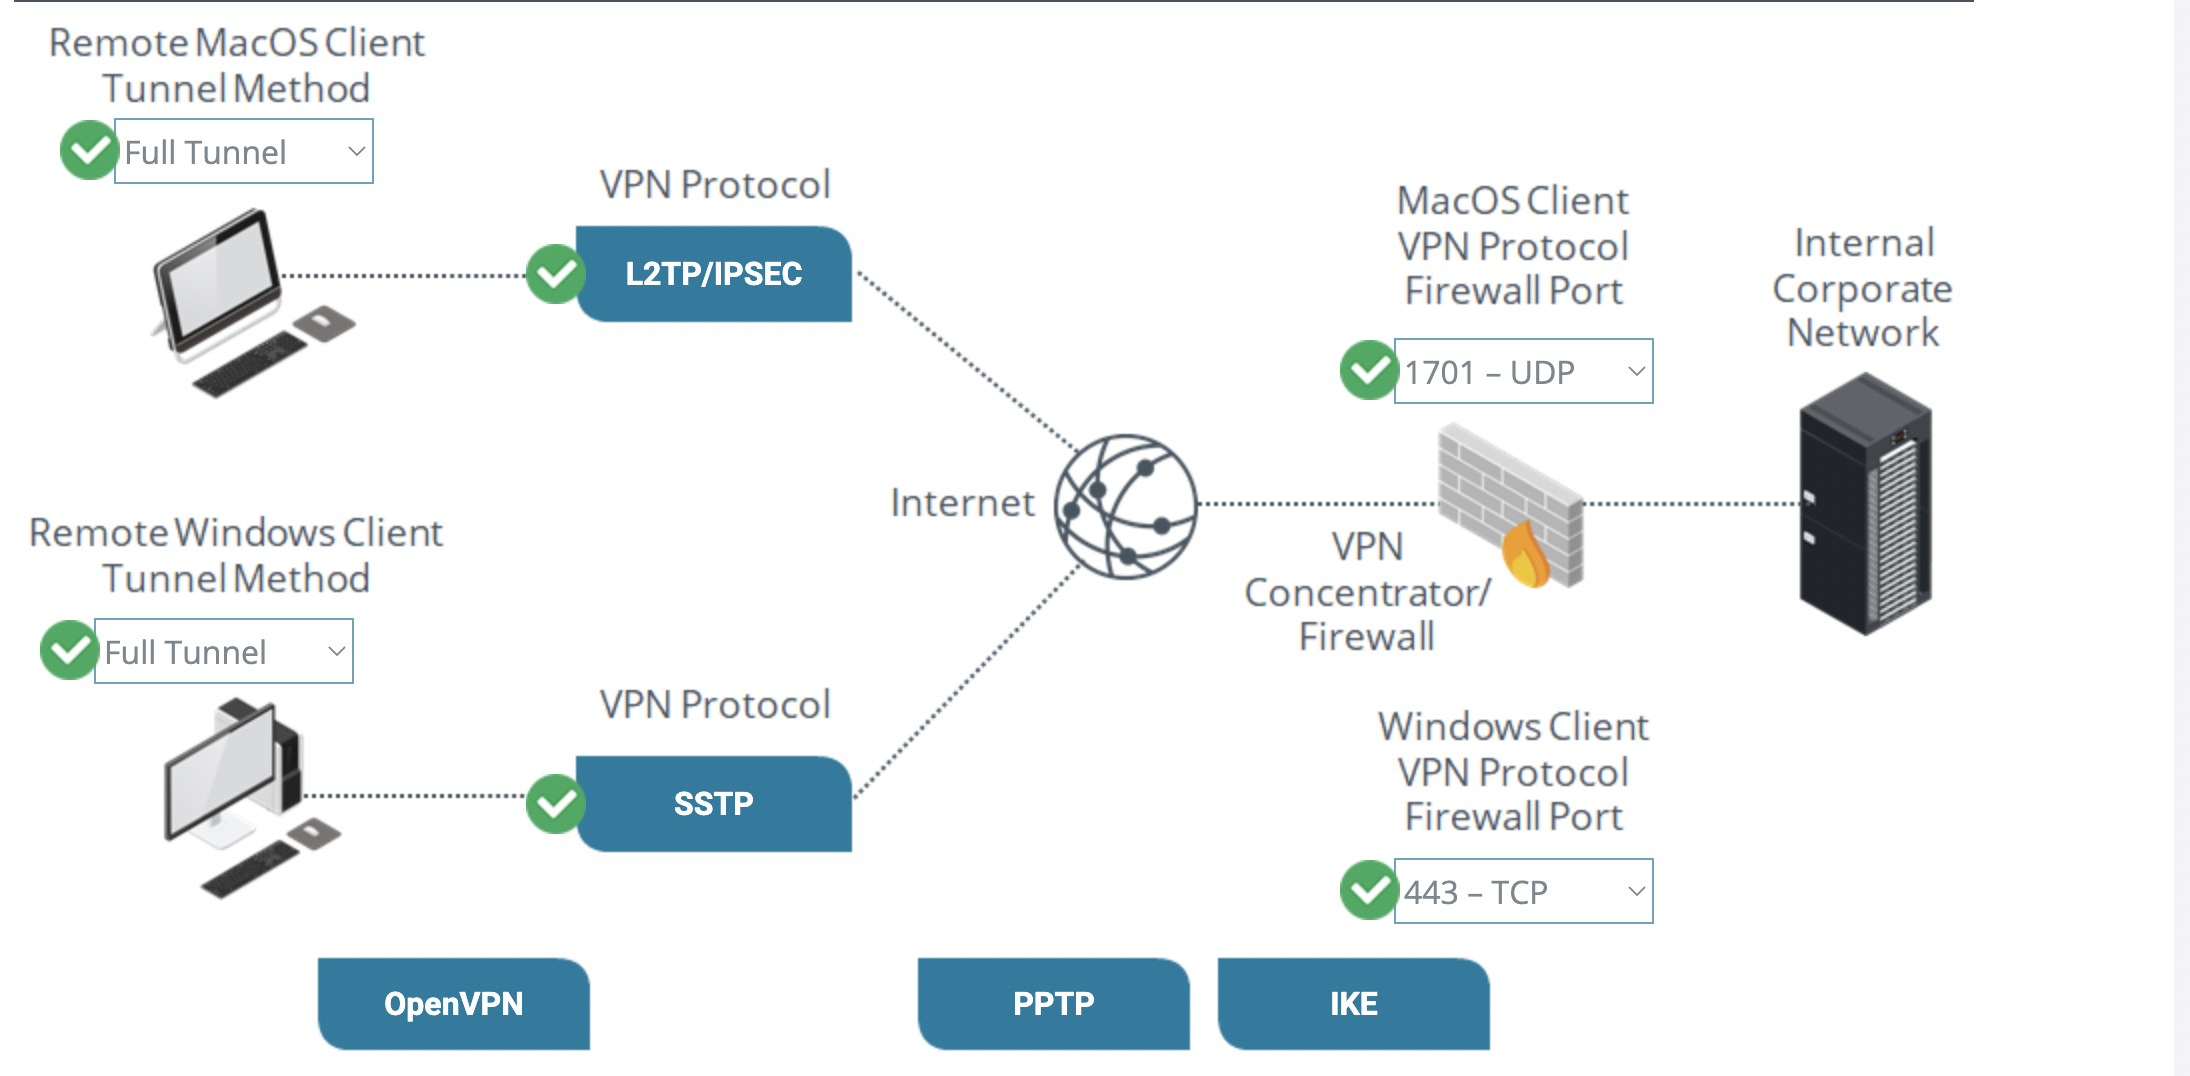 Remote MacOS Client
Tunnel Method
Full Tunnel
VPN Protocol
L2TP/IPSEC
MacOS Client
VPN Protocol
Firewall Port
1701 – UDP
Internal
Corporate
Network
Internet
VPN
Concentrator/
Firewall
Remote Windows Client
Tunnel Method
Full Tunnel
VPN Protocol
SSTP
Windows Client
VPN Protocol
Firewall Port
443 – TCP
OpenVPN
PPTP
IKE